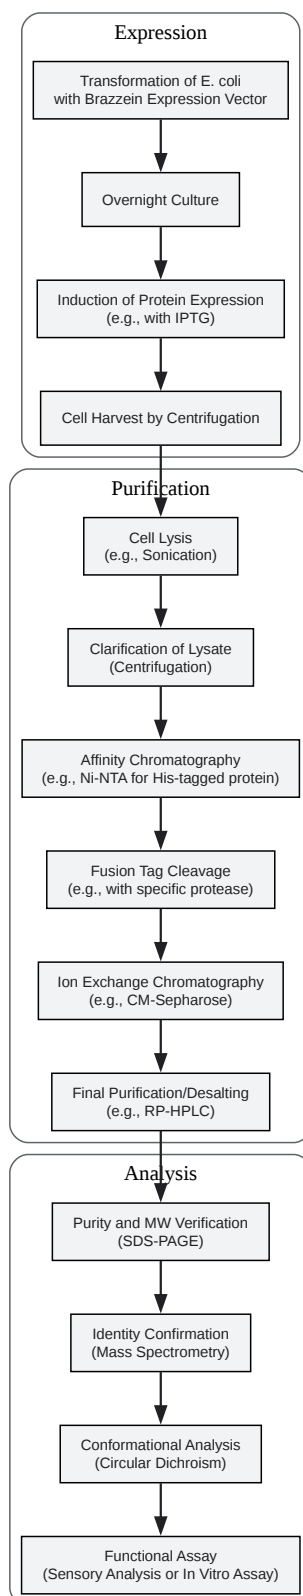 Expression
Transformation of E. coli
with Brazzein Expression Vector
Overnight Culture
Induction of Protein Expression
(e.g., with IPTG)
Cell Harvest by Centrifugation
Purification
Cell Lysis
(e.g., Sonication)
Clarification of Lysate
(Centrifugation)
Affinity Chromatography
(e.g., Ni-NTA for His-tagged protein)
Fusion Tag Cleavage
(e.g., with specific protease)
Ion Exchange Chromatography
(e.g., CM-Sepharose)
Final Purification/Desalting
(e.g., RP-HPLC)
Analysis
Purity and MW Verification
(SDS-PAGE)
Identity Confirmation
(Mass Spectrometry)
Conformational Analysis
(Circular Dichroism)
Functional Assay
(Sensory Analysis or In Vitro Assay)